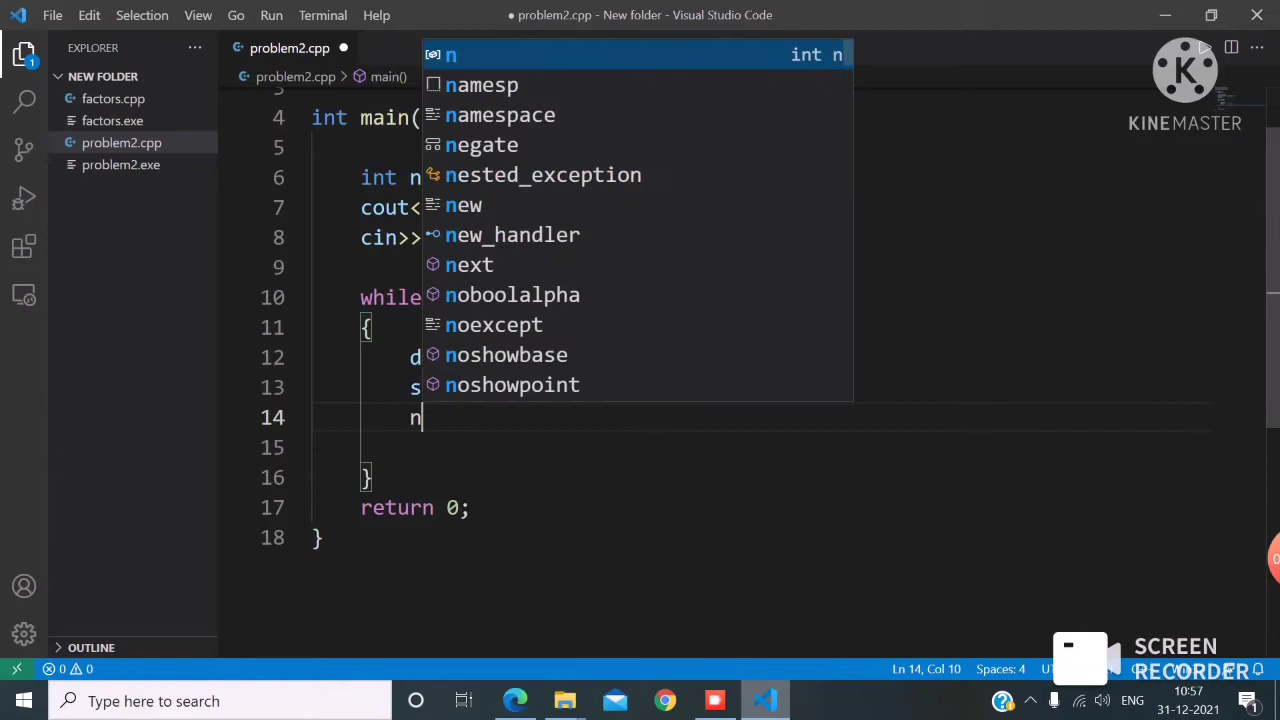 File Edit Selection View Go Run Terminal Help
● problem2.cpp - New folder - Visual Studio Code
EXPLORER
NEW FOLDER
factors.cpp
factors.exe
problem2.cpp
problem2.exe
OUTLINE
1
problem2.cpp
problem2.cpp > main()
n int n
namesp
namespace
negate
nested_exception
new
new_handler
next
noboolalpha
noexcept
noshowbase
noshowpoint
4 int main(
5
6 int n
7 cout<
8 cin>>
9
10 while
11 {
12 d
13 s
14 n
15
16 }
17 return 0;
18 }
K
KINEMASTER
SCREEN
RECORDER
0 0
Ln 14, Col 10 Spaces: 4
Type here to search
ENG
10:57
31-12-2021
1